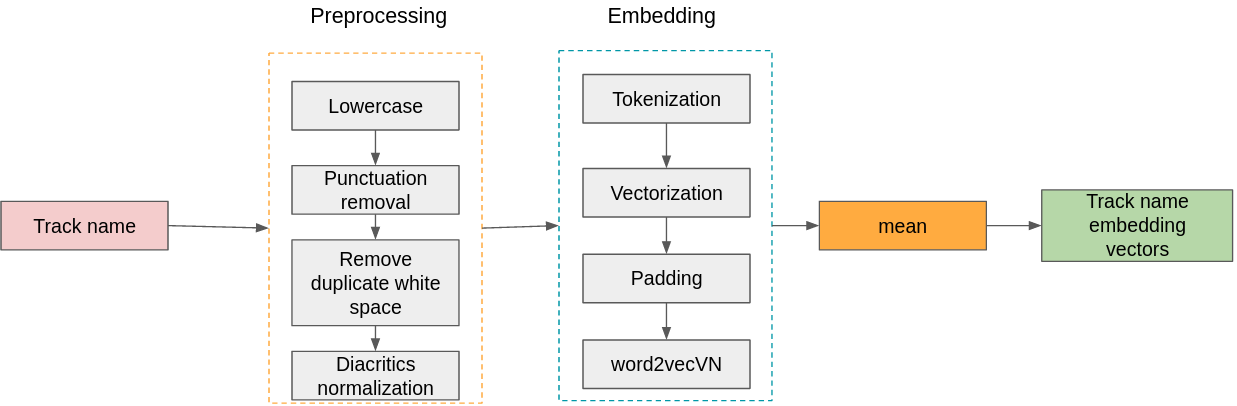 Preprocessing
Embedding
Track name
Lowercase
Punctuation
removal
Remove
duplicate white
space
Diacritics
normalization
Tokenization
Vectorization
Padding
word2vecVN
mean
Track name
embedding
vectors